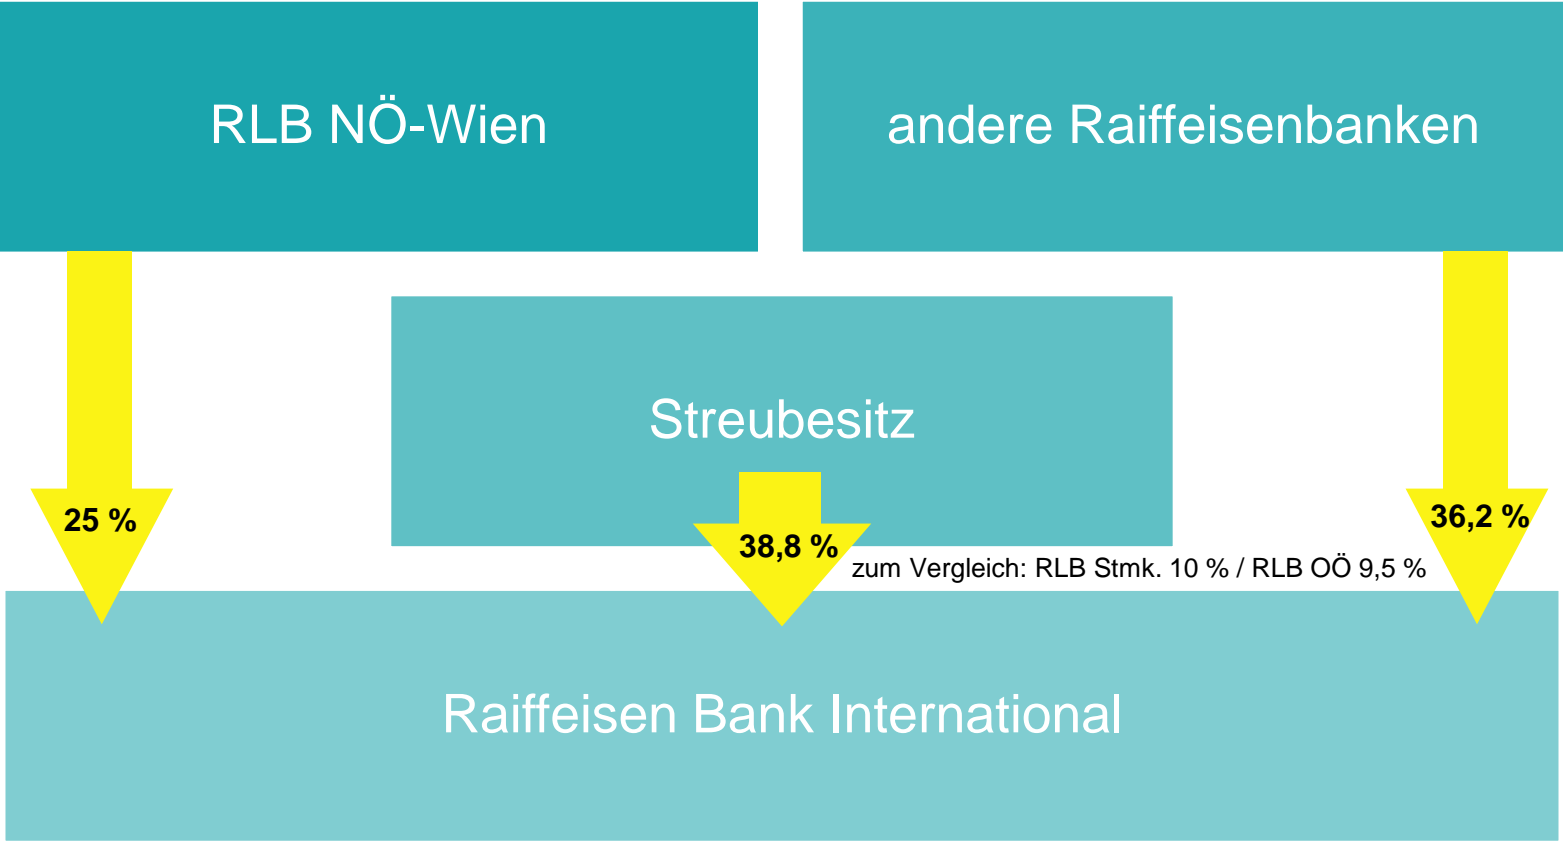 RLB NÖ-Wien
andere Raiffeisenbanken
Streubesitz
25 %
38,8 %
36,2 %
zum Vergleich: RLB Stmk. 10 % / RLB OÖ 9,5 %
Raiffeisen Bank International